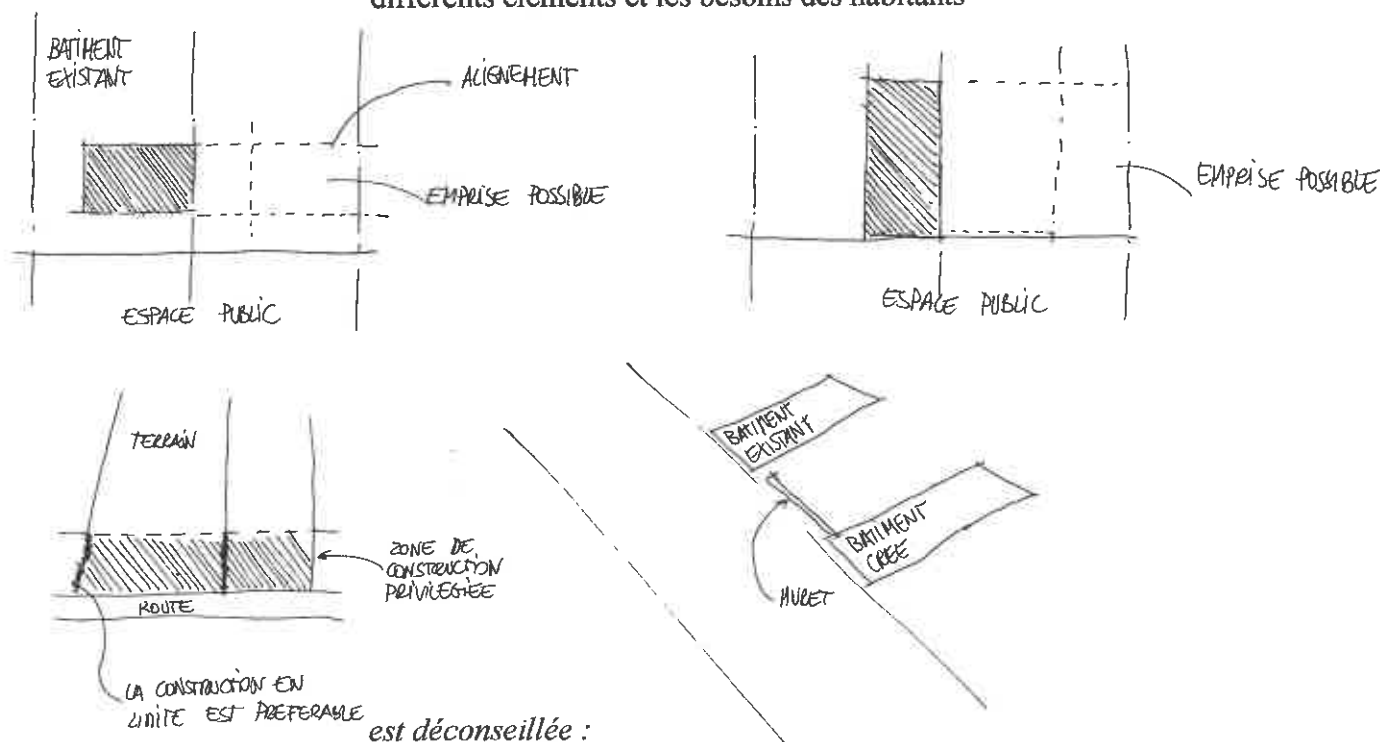 différents éléments et les besoins des habitants
BATIMENT
EXISTANT
ALIGNEMENT
EMPRISE POSSIBLE
ESPACE PUBLIC
EMPRISE POSSIBLE
ESPACE PUBLIC
TERRAIN
ZONE DE
CONSTRUCTION
PRIVILEGIÉE
ROUTE
LA CONSTRUCTION EN
LIMITE EST PREFERABLE
BATIMENT
EXISTANT
BATIMENT
CREE
MURET
est déconseillée :